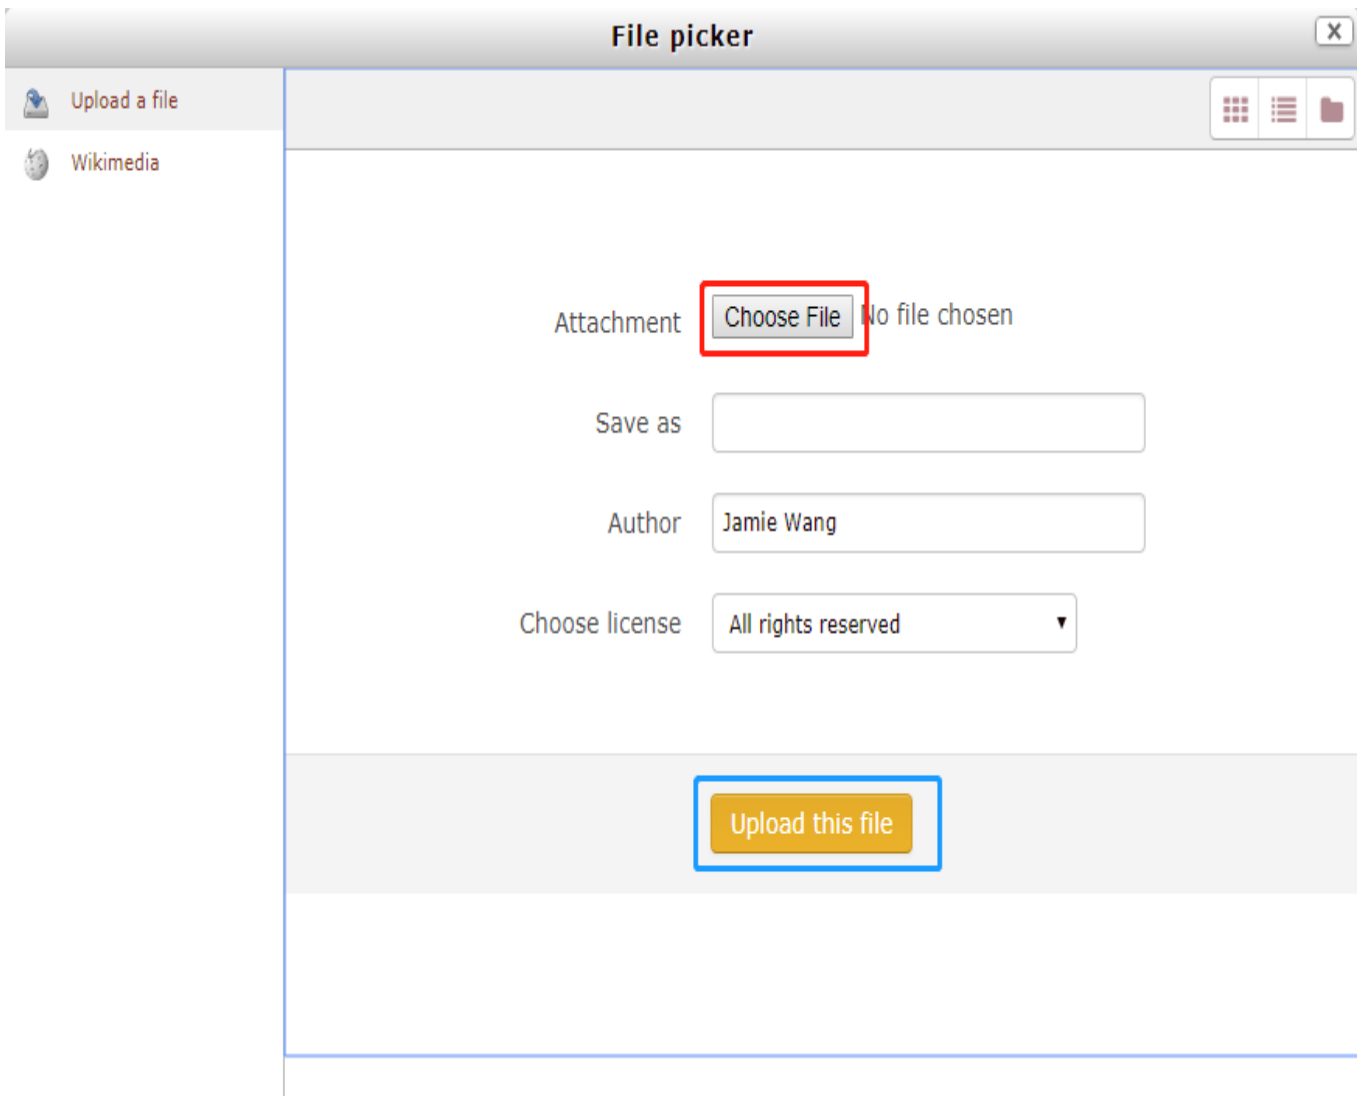 File picker
Upload a file
Wikimedia
Attachment Choose File No file chosen
Save as
Author Jamie Wang
Choose license All rights reserved
Upload this file